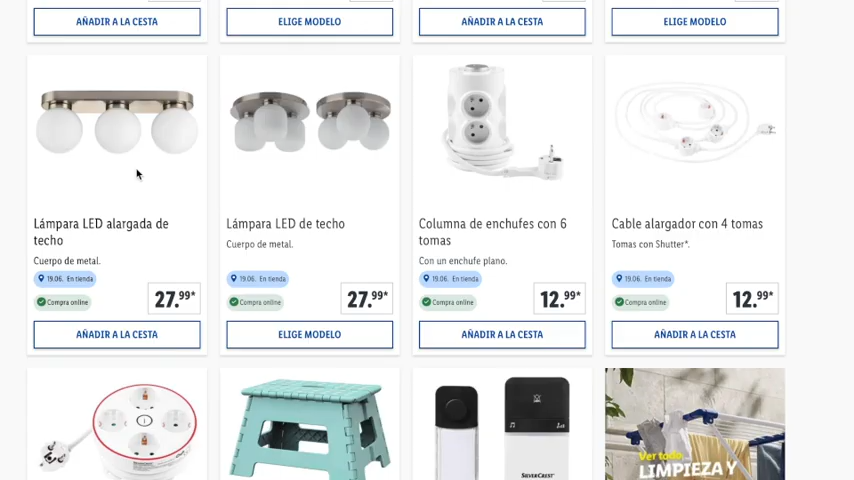 AÑADIR A LA CESTA
ELIGE MODELO
AÑADIR A LA CESTA
ELIGE MODELO
Lámpara LED alargada de
techo
Cuerpo de metal.
19.06. En tienda
Compra online
27.99*
AÑADIR A LA CESTA
Lámpara LED de techo
Cuerpo de metal.
19.06. En tienda
Compra online
27.99*
ELIGE MODELO
Columna de enchufes con 6
tomas
Con un enchufe plano.
19.06. En tienda
Compra online
12.99*
AÑADIR A LA CESTA
Cable alargador con 4 tomas
Tomas con Shutter*.
19.06. En tienda
Compra online
12.99*
AÑADIR A LA CESTA
SILVERCREST
Ver todo
LIMPIEZA Y